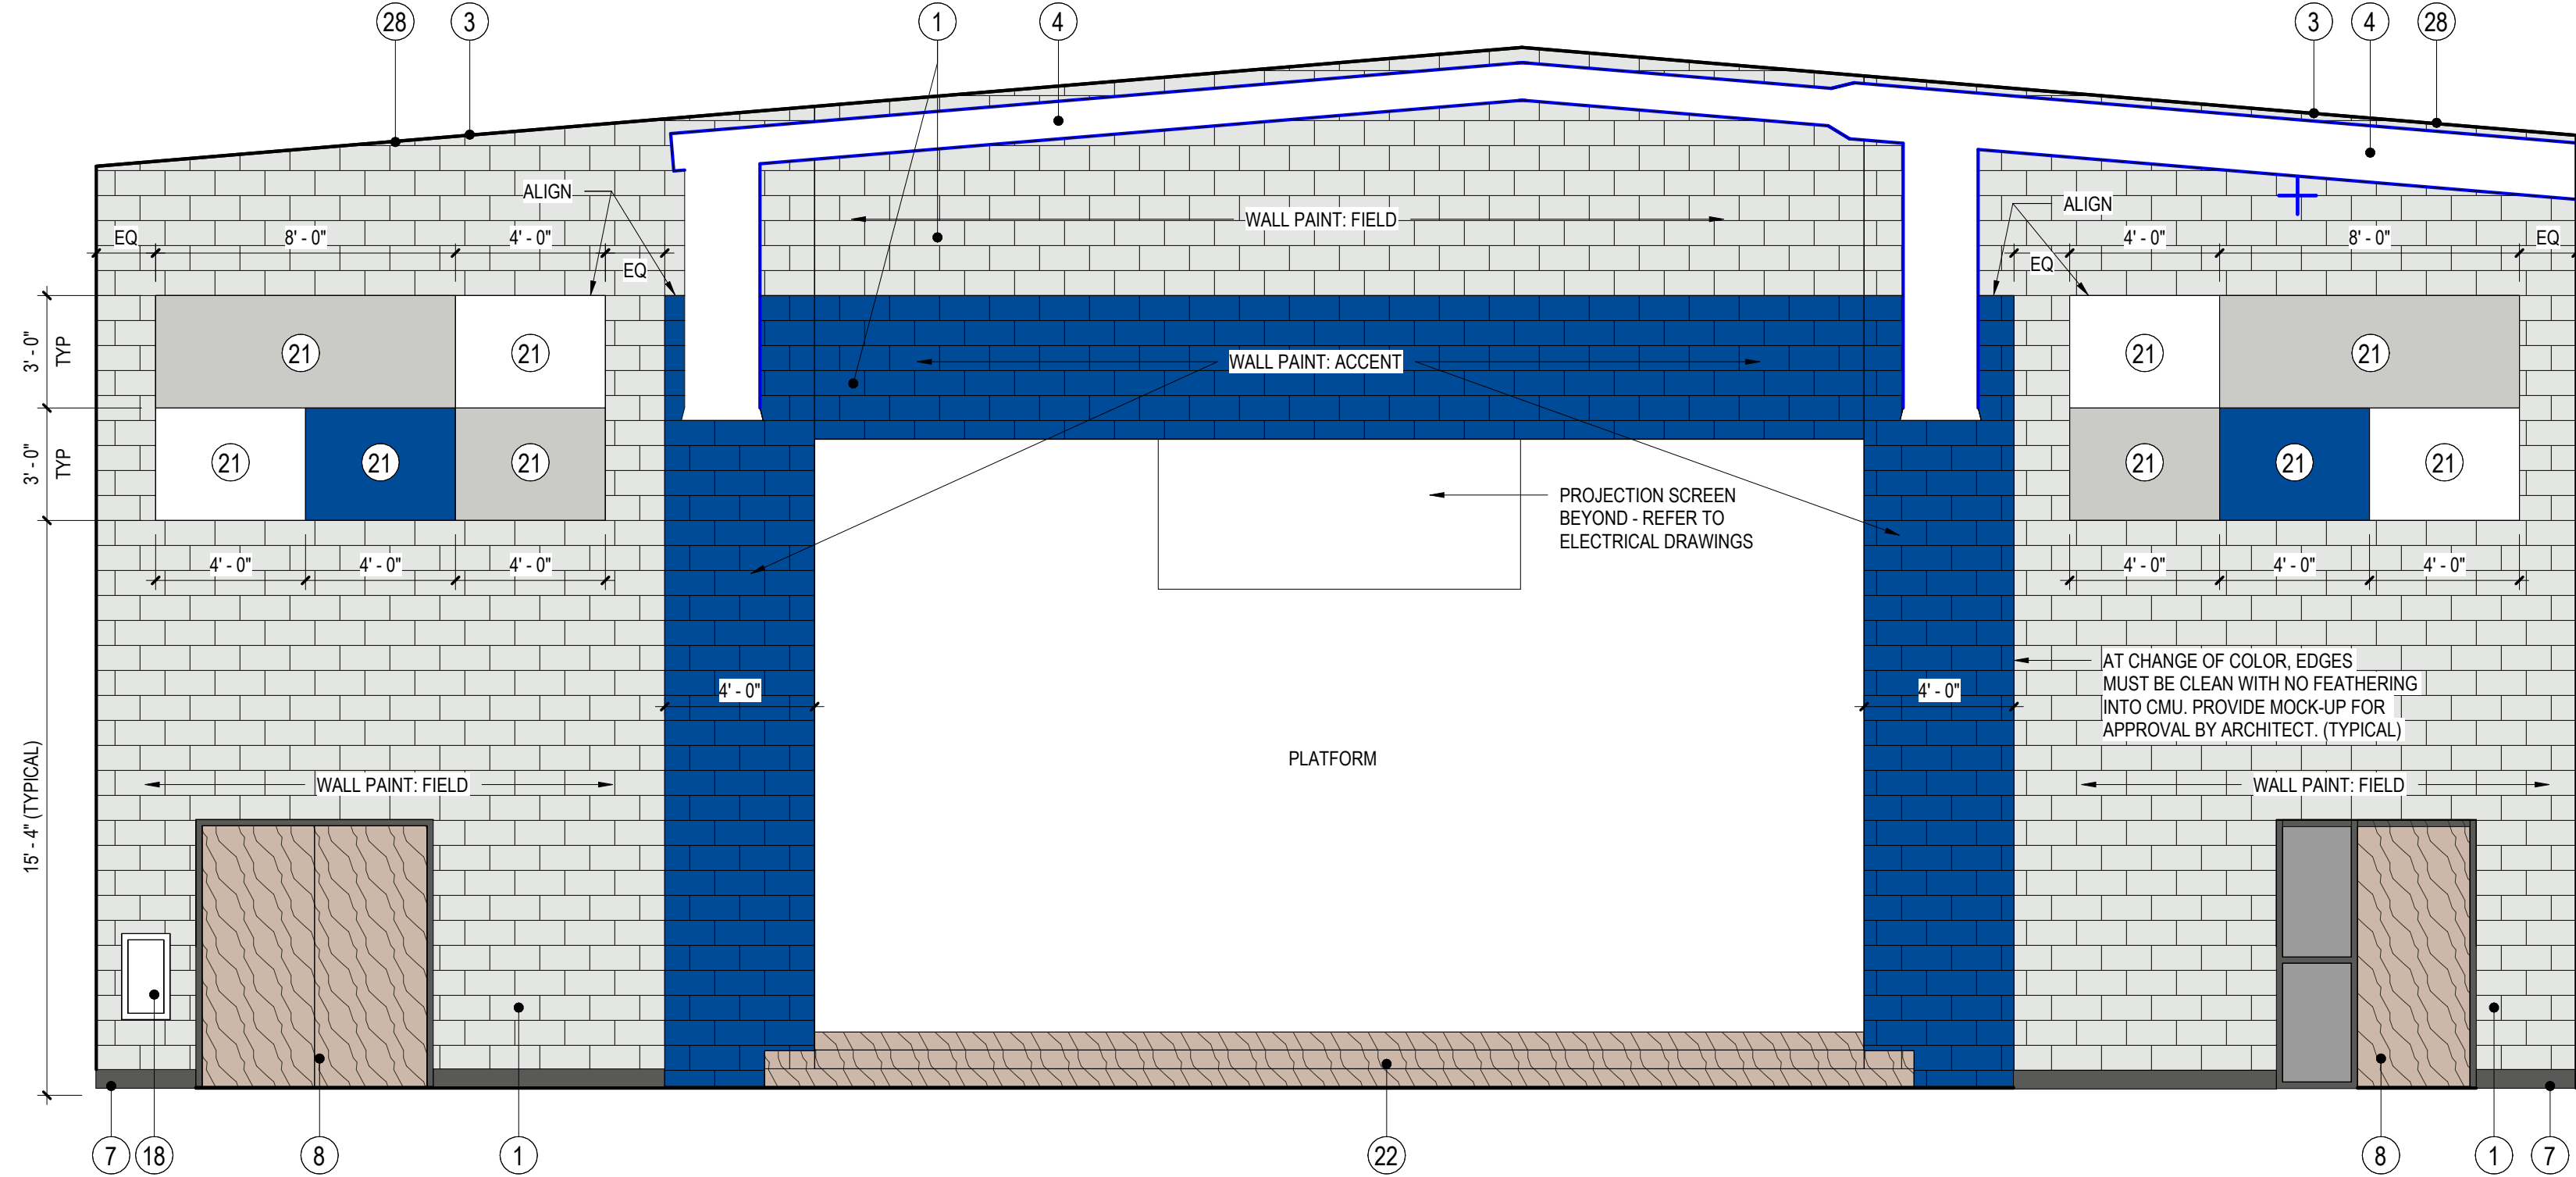 28
3
1
4
3
4
28
ALIGN
WALL PAINT: FIELD
ALIGN
EQ
8' - 0"
4' - 0"
EQ
EQ
4' - 0"
8' - 0"
EQ
3' - 0"
TYP
21
21
21
21
WALL PAINT: ACCENT
3' - 0"
TYP
21
21
21
21
21
21
PROJECTION SCREEN
BEYOND - REFER TO
ELECTRICAL DRAWINGS
4' - 0"
4' - 0"
4' - 0"
4' - 0"
4' - 0"
4' - 0"
4' - 0"
4' - 0"
AT CHANGE OF COLOR, EDGES
MUST BE CLEAN WITH NO FEATHERING
INTO CMU. PROVIDE MOCK-UP FOR
APPROVAL BY ARCHITECT. (TYPICAL)
PLATFORM
15' - 4" (TYPICAL)
WALL PAINT: FIELD
WALL PAINT: FIELD
7
18
8
1
22
8
1
7